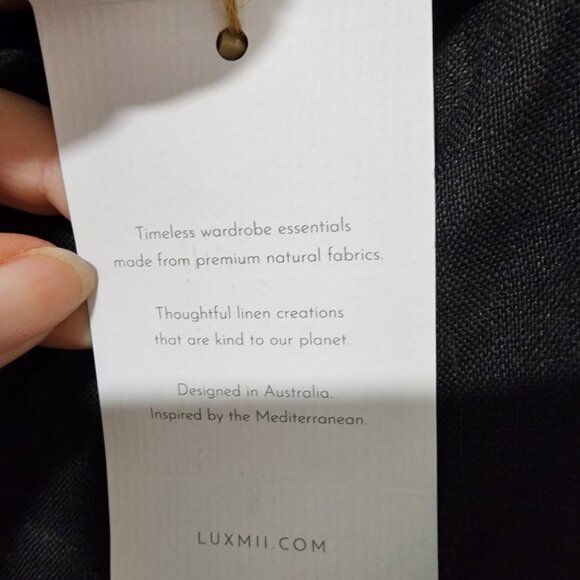 Timeless wardrobe essentials
made from premium natural fabrics.
Thoughtful linen creations
that are kind to our planet.
Designed in Australia.
Inspired by the Mediterranean.
LUXMII.COM